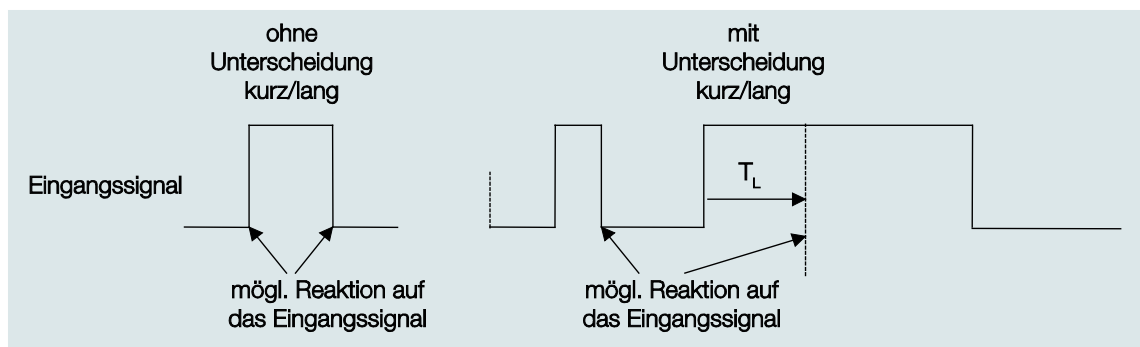 ohne
Unterscheidung
kurz/lang
mit
Unterscheidung
kurz/lang
Eingangssignal
T_L
mögl. Reaktion auf
das Eingangssignal
mögl. Reaktion auf
das Eingangssignal